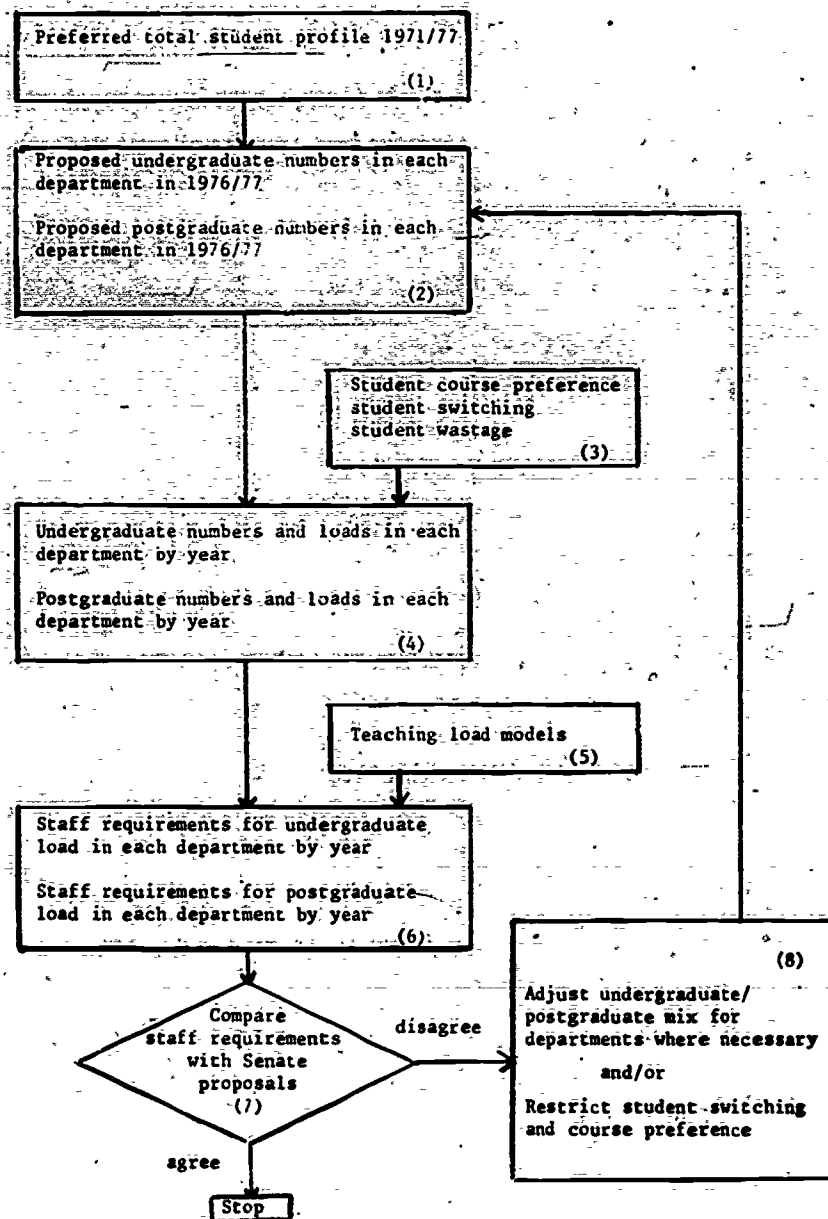 Preferred total student profile 1971/77
(1)
Proposed undergraduate numbers in each
department in 1976/77
Proposed postgraduate numbers in each
department in 1976/77
(2)
Student course preference
student switching
student wastage
(3)
Undergraduate numbers and loads in each
department by year
Postgraduate numbers and loads in each
department by year
(4)
Teaching load models
(5)
Staff requirements for undergraduate
load in each department by year
Staff requirements for postgraduate
load in each department by year
(6)
Compare
staff requirements
with Senate
proposals
(7)
disagree
agree
Stop
(8)
Adjust undergraduate/
postgraduate mix for
departments where necessary
and/or
Restrict student switching
and course preference